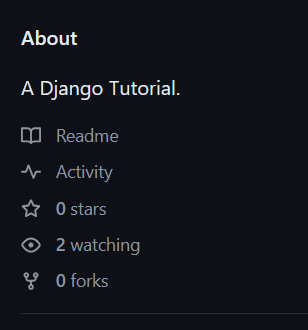 About
A Django Tutorial.
Readme
Activity
0 stars
2 watching
0 forks